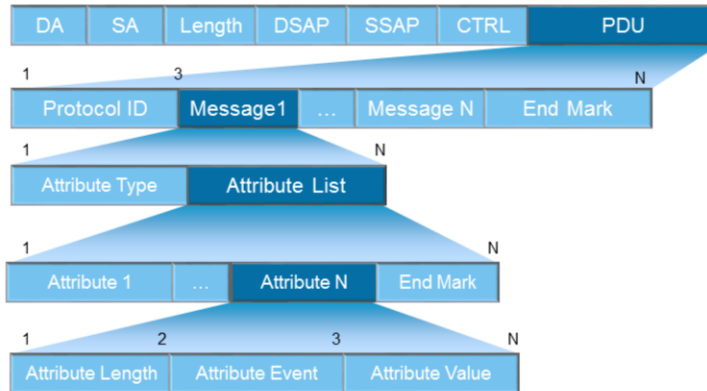 DA SA Length DSAP SSAP CTRL PDU
1 3 N
Protocol ID Message1 ... Message N End Mark
1 N
Attribute Type Attribute List
1 N
Attribute 1 ... Attribute N End Mark
1 2 3 N
Attribute Length Attribute Event Attribute Value